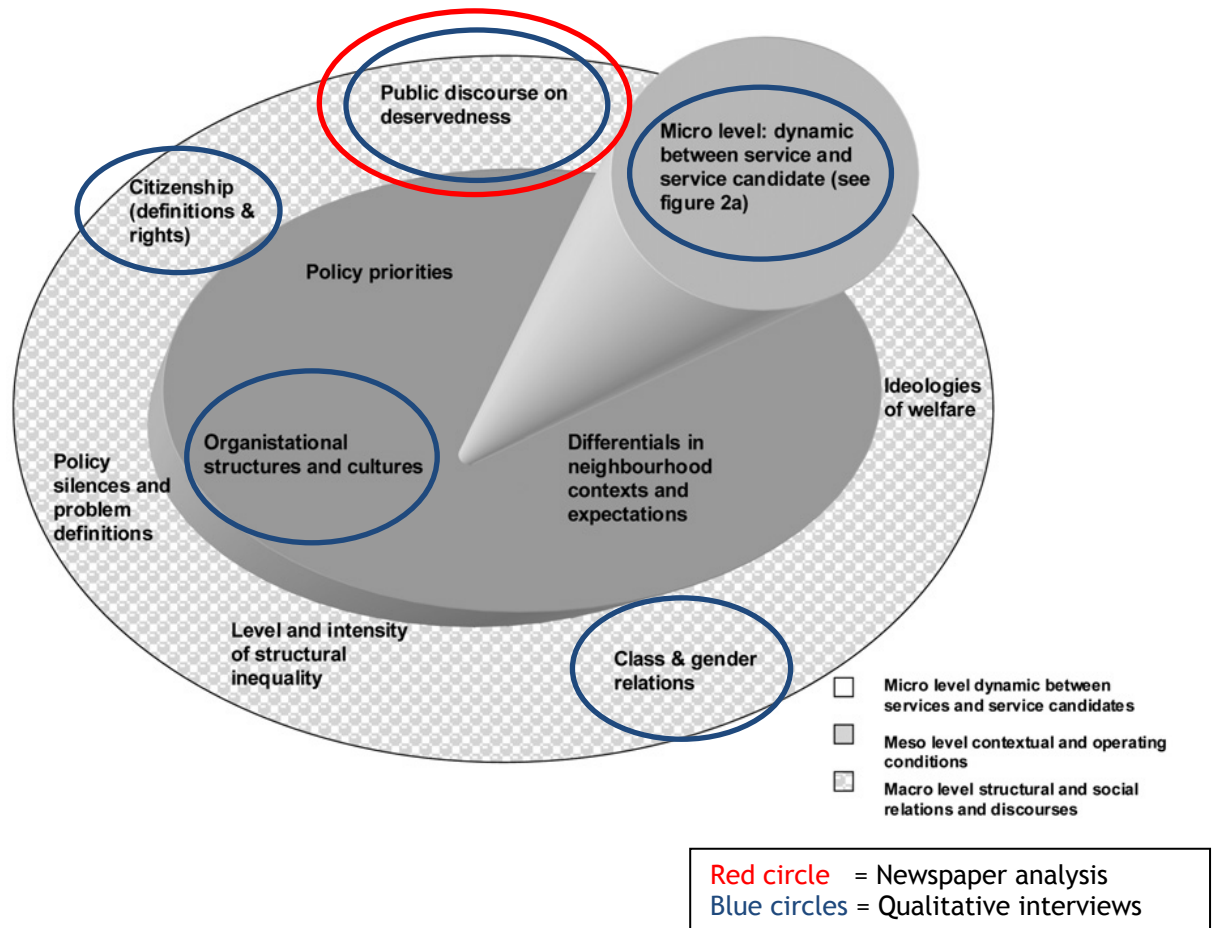 Public discourse on
deservedness
Micro level: dynamic
between service and
service candidate (see
figure 2a)
Citizenship
(definitions &
rights)
Policy priorities
Ideologies
of welfare
Organistational
structures and cultures
Differentials in
neighbourhood
contexts and
expectations
Policy
silences and
problem
definitions
Level and intensity
of structural
inequality
Class & gender
relations
Micro level dynamic between
services and service candidates
Meso level contextual and operating
conditions
Macro level structural and social
relations and discourses
Red circle = Newspaper analysis
Blue circles = Qualitative interviews